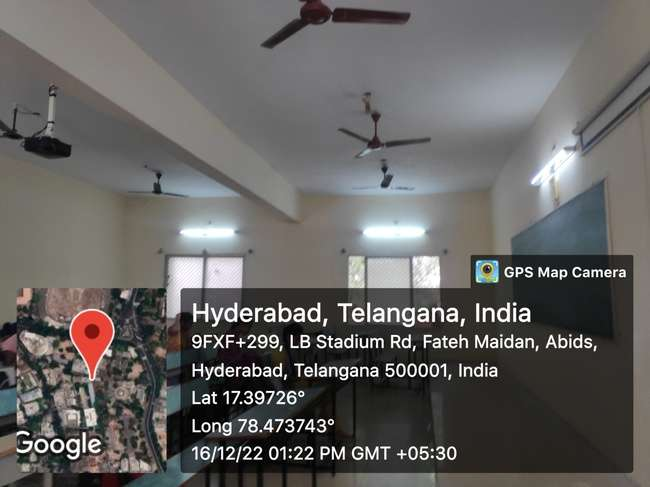 GPS Map Camera
Hyderabad, Telangana, India
9FXF+299, LB Stadium Rd, Fateh Maidan, Abids,
Hyderabad, Telangana 500001, India
Lat 17.39726°
Long 78.473743°
16/12/22 01:22 PM GMT +05:30
Google